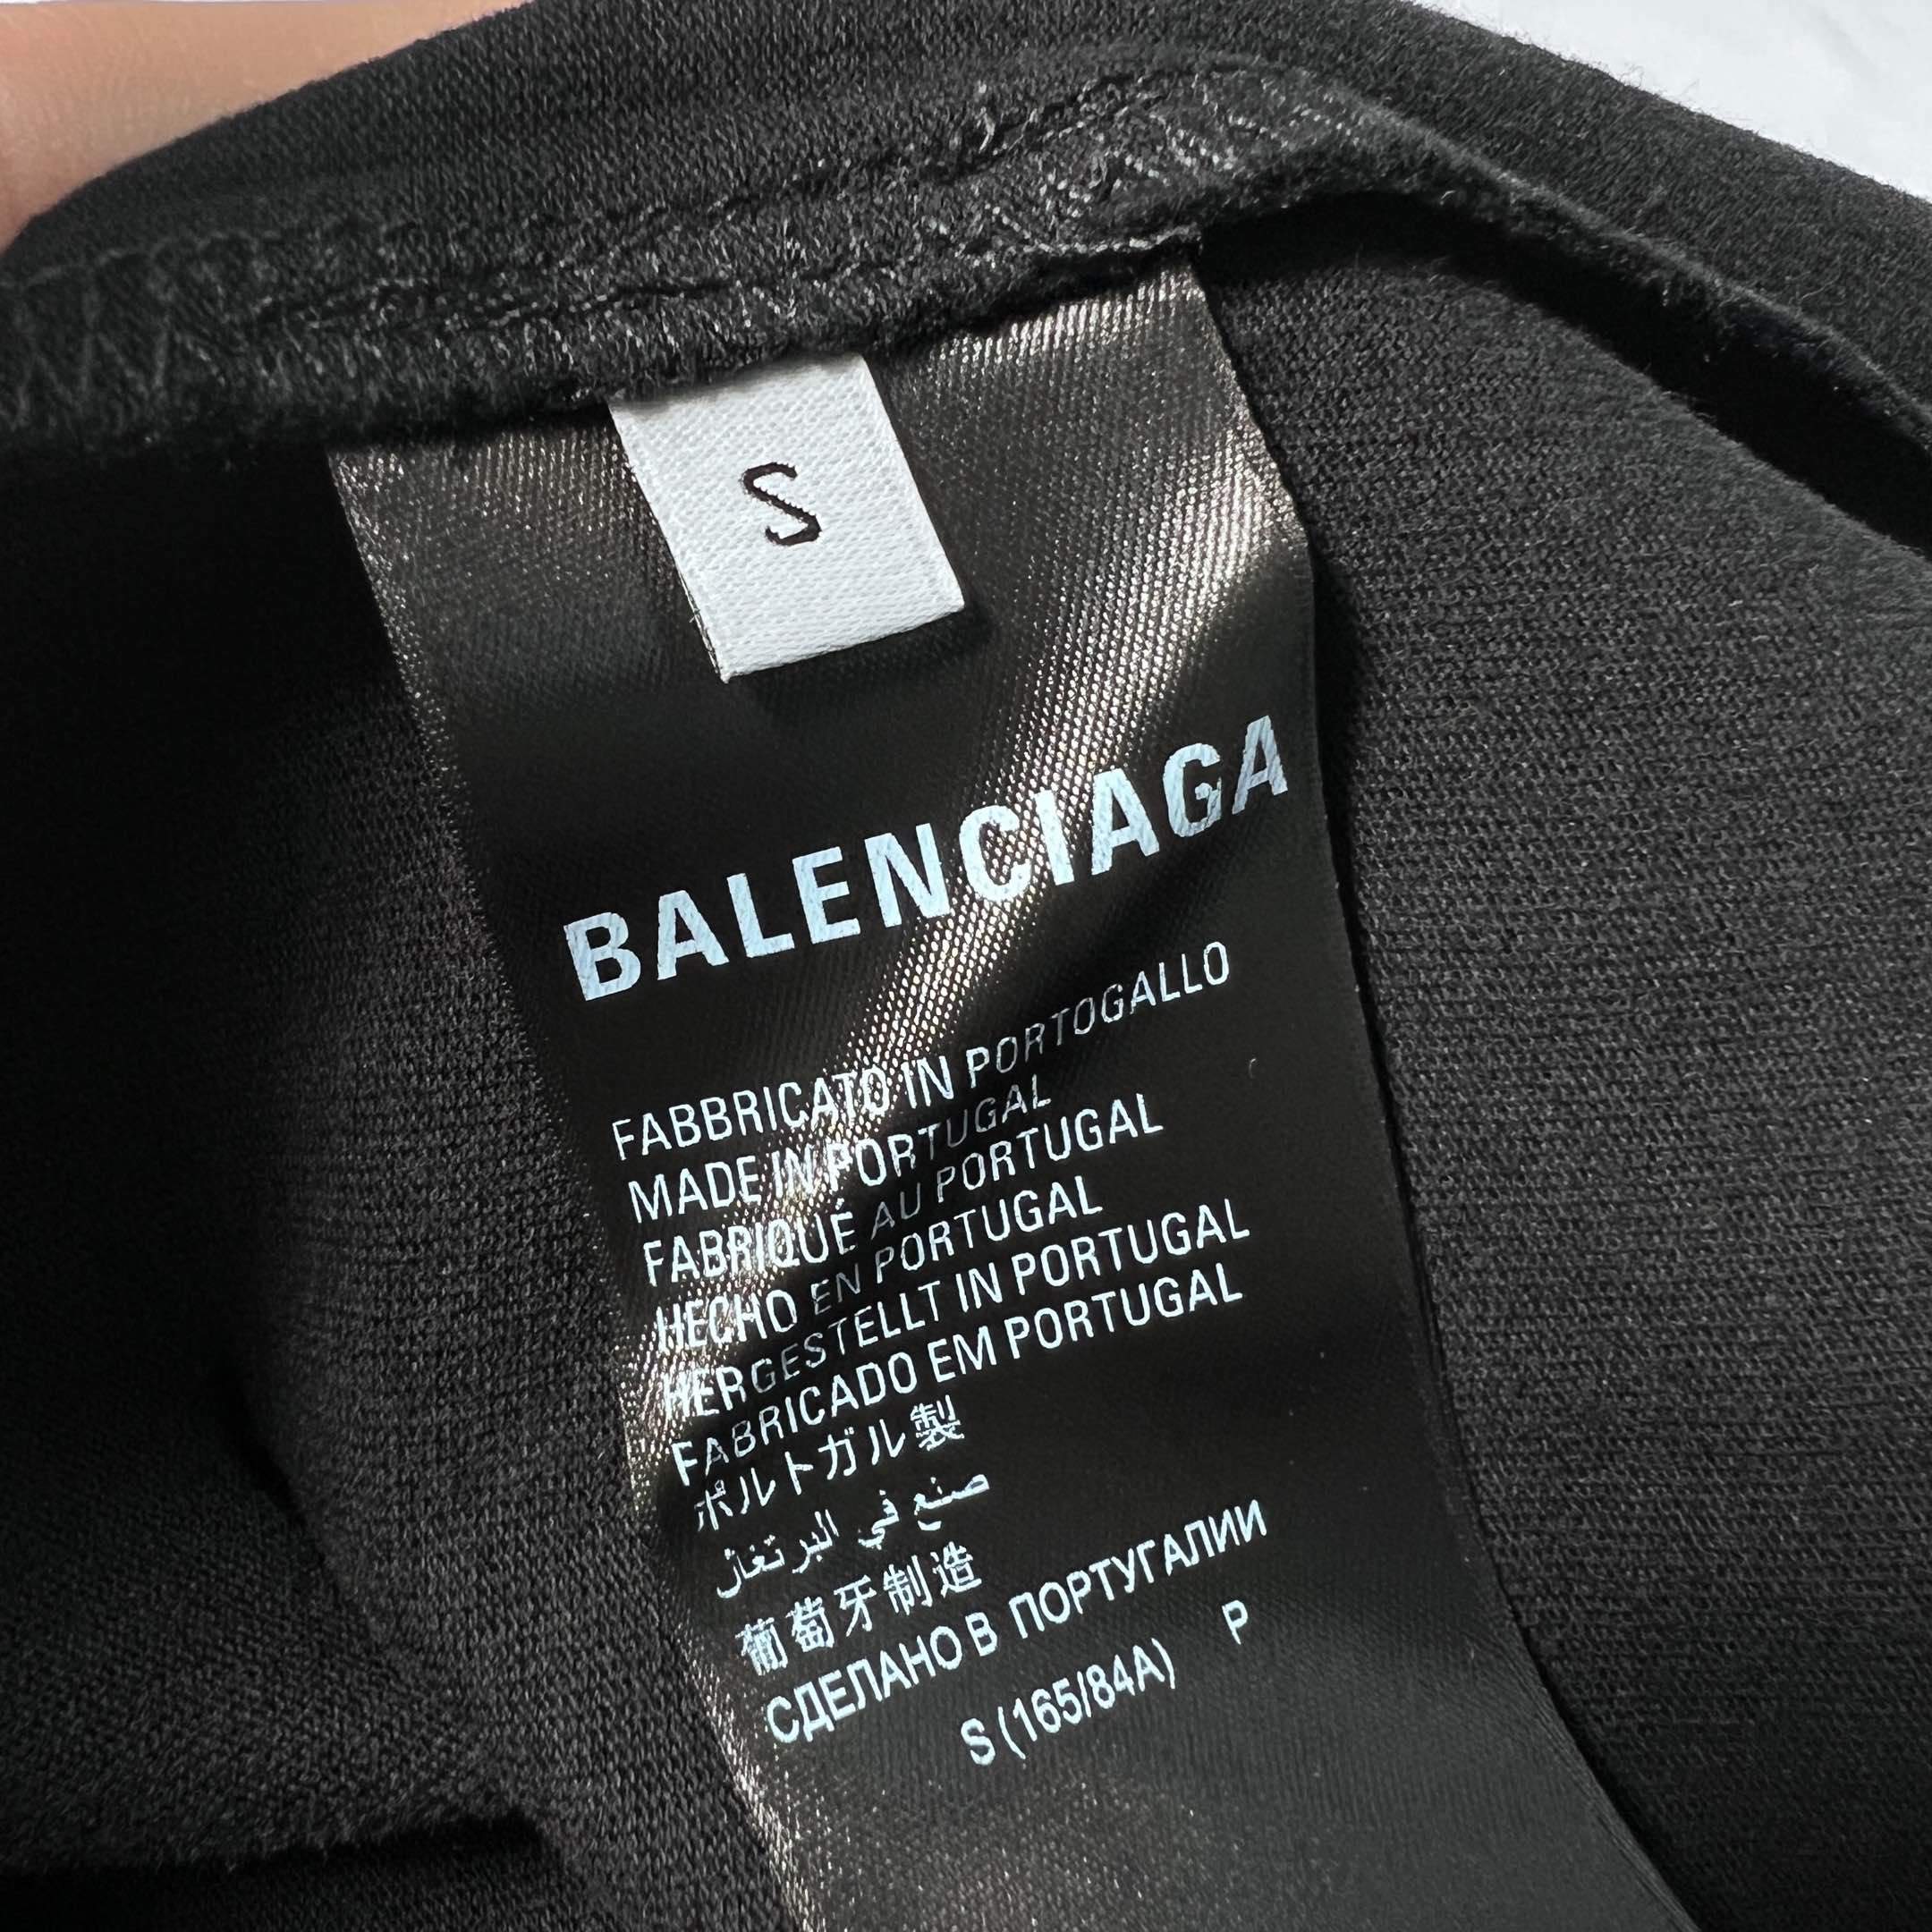 S
BALENCIAGA
FABBRICATO IN PORTOGALLO
MADE IN PORTUGAL
FABRIQUE AU PORTUGAL
HECHO EN PORTUGAL
HERGESTELLT IN PORTUGAL
FABRICADO EM PORTUGAL
ポルトガル製
صنع في البرتغال
葡萄牙制造
СДЕЛАНО В ПОРТУГАЛИИ
S (165/84A) P